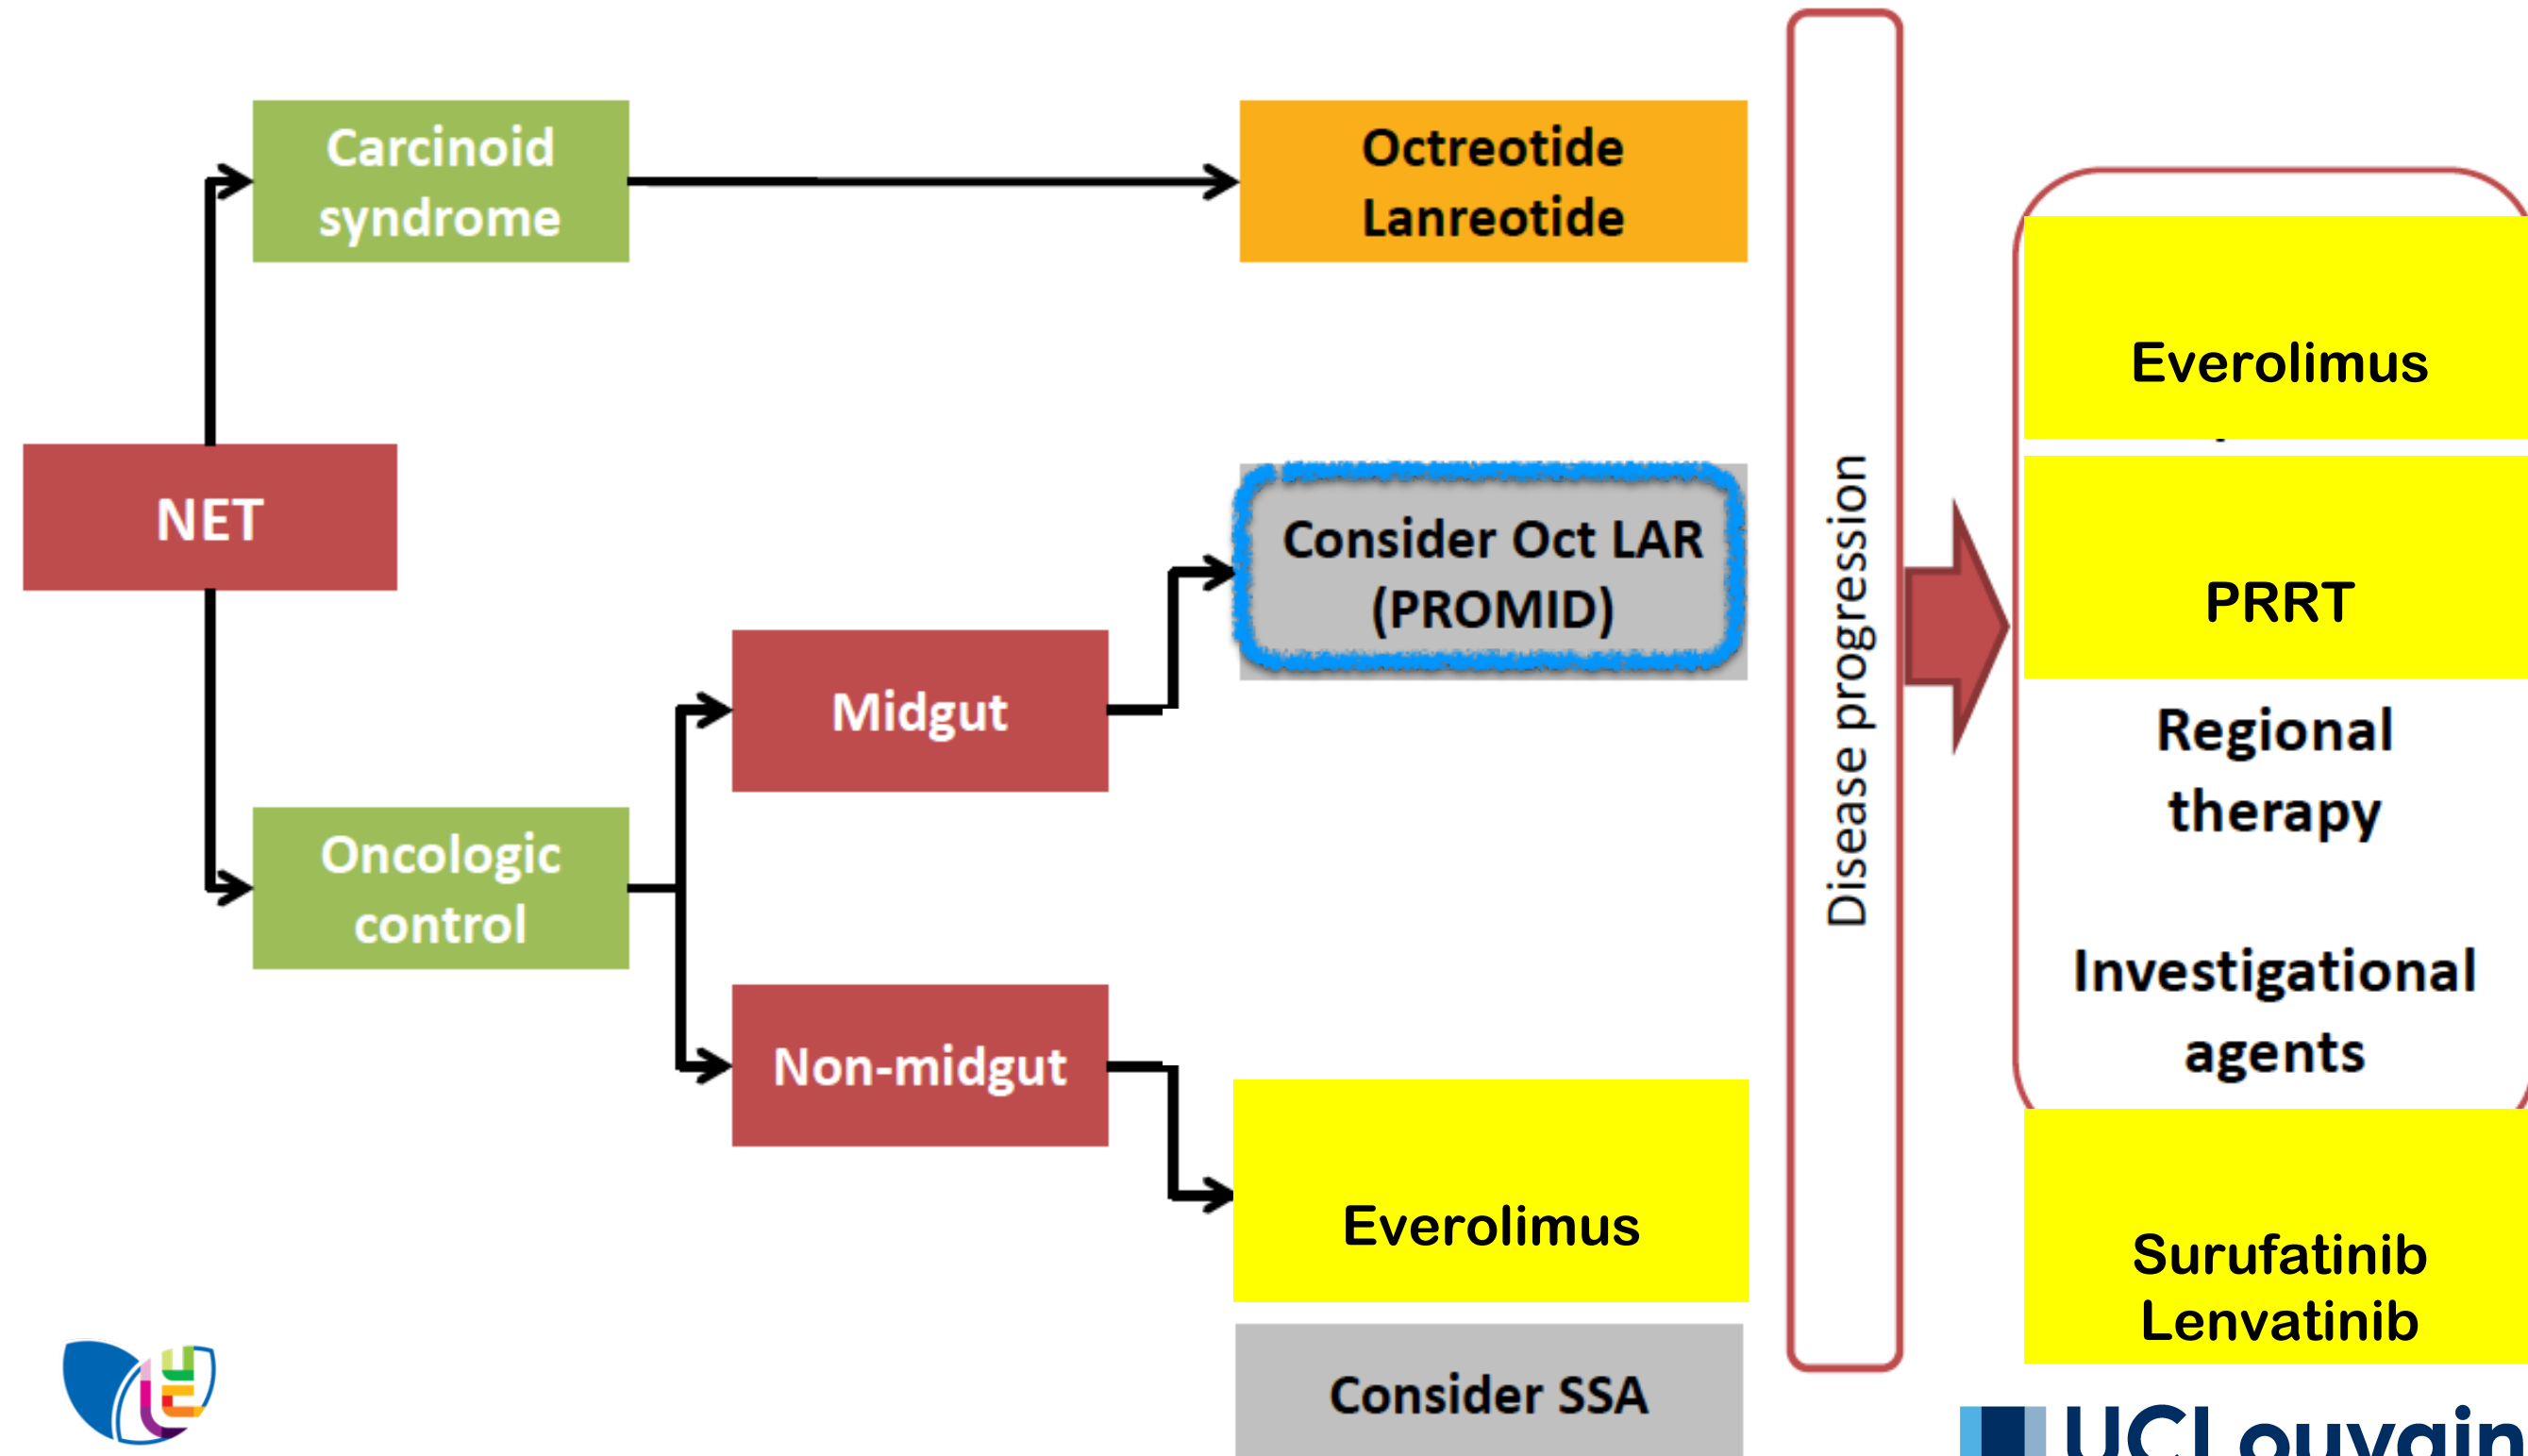 Carcinoid
syndrome
Octreotide
Lanreotide
NET
Consider Oct LAR
(PROMID)
Midgut
Oncologic
control
Non-midgut
Everolimus
Consider SSA
Disease progression
Everolimus
PRRT
Regional
therapy
Investigational
agents
Surufatinib
Lenvatinib
UCLouvain